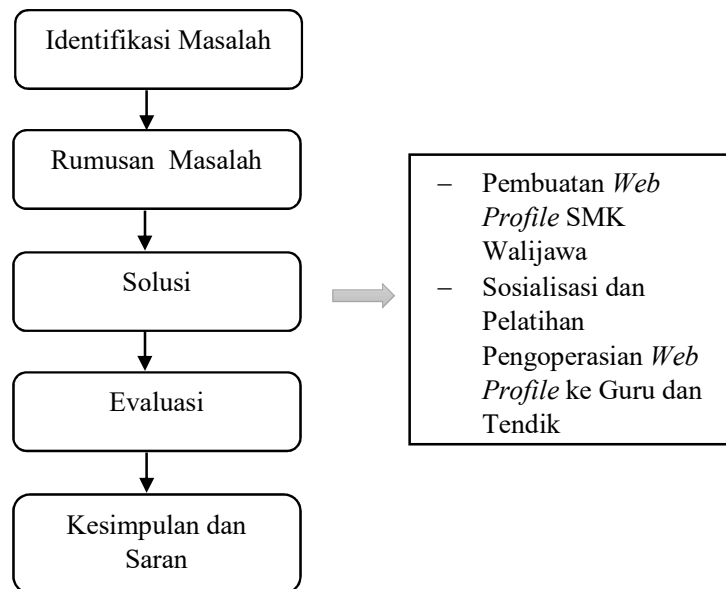 Identifikasi Masalah
Rumusan Masalah
Solusi
Evaluasi
Kesimpulan dan
Saran
– Pembuatan Web
Profile SMK
Walijawa
– Sosialisasi dan
Pelatihan
Pengoperasian Web
Profile ke Guru dan
Tendik